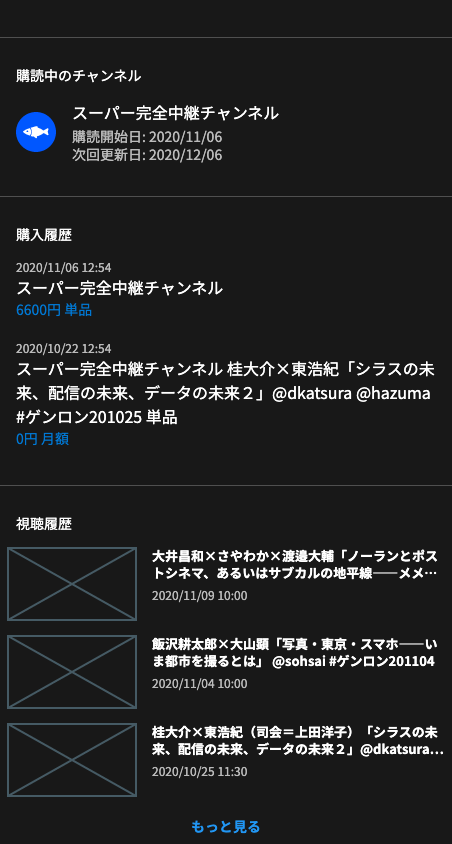 購読中のチャンネル
スーパー完全中継チャンネル
購読開始日: 2020/11/06
次回更新日: 2020/12/06
購入履歴
2020/11/06 12:54
スーパー完全中継チャンネル
6600円 単品
2020/10/22 12:54
スーパー完全中継チャンネル 桂大介×東浩紀「シラスの未
来、配信の未来、データの未来２」@dkatsura @hazuma
#ゲンロン201025 単品
0円 月額
視聴履歴
大井昌和×さやわか×渡邉大輔「ノーランとポス
トシネマ、あるいはサブカルの地平線――メメ…
2020/11/09 10:00
飯沢耕太郎×大山顕「写真・東京・スマホ――い
ま都市を撮るとは」 @sohsai #ゲンロン201104
2020/11/04 10:00
桂大介×東浩紀（司会＝上田洋子）「シラスの未
来、配信の未来、データの未来２」@dkatsura…
2020/10/25 11:30
もっと見る